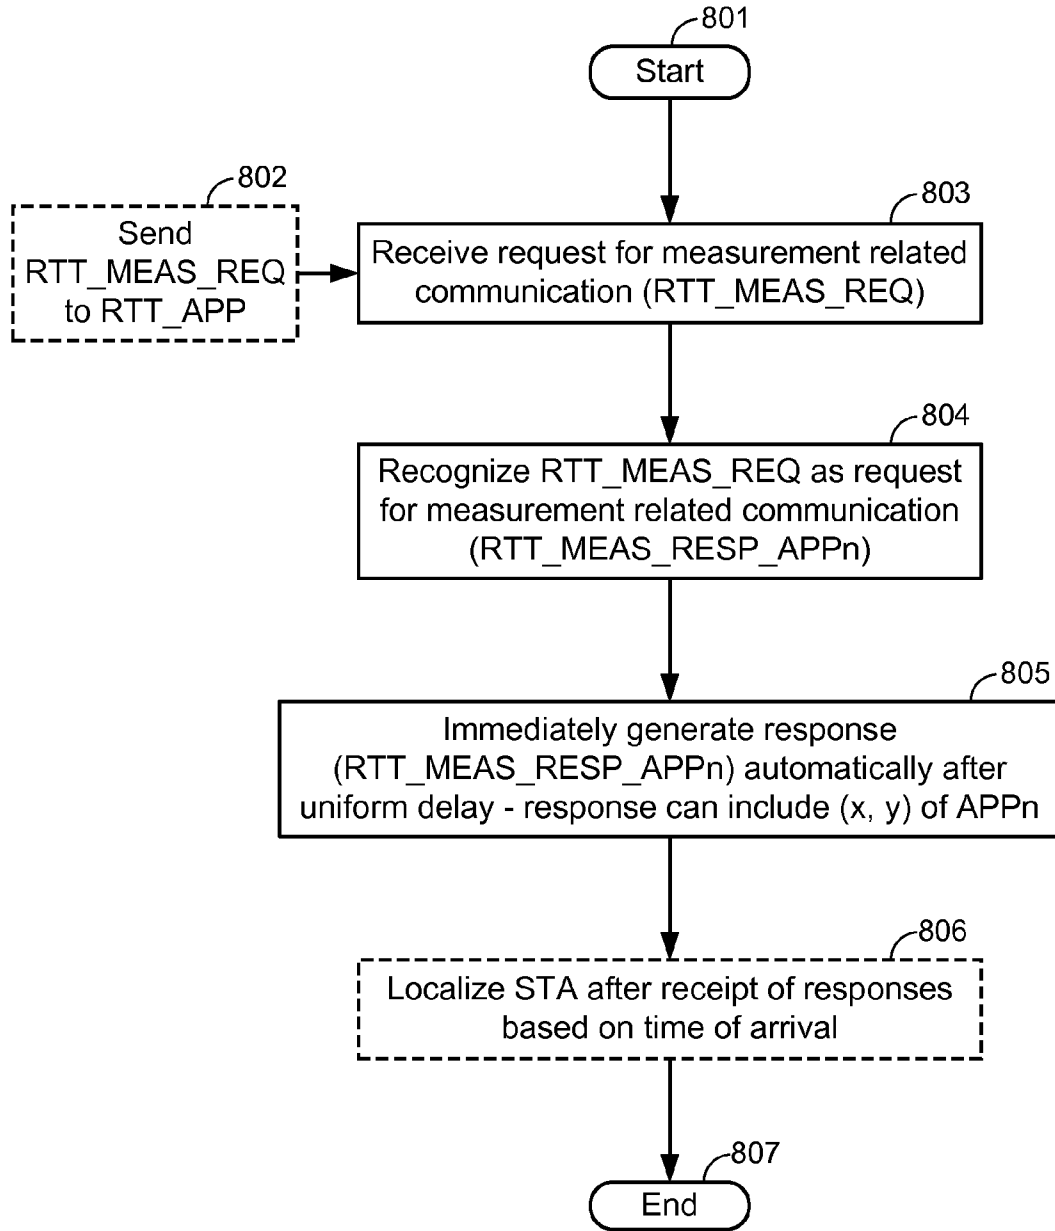 801
Start
802
Send
RTT_MEAS_REQ
to RTT_APP
803
Receive request for measurement related
communication (RTT_MEAS_REQ)
804
Recognize RTT_MEAS_REQ as request
for measurement related communication
(RTT_MEAS_RESP_APPn)
805
Immediately generate response
(RTT_MEAS_RESP_APPn) automatically after
uniform delay - response can include (x, y) of APPn
806
Localize STA after receipt of responses
based on time of arrival
807
End